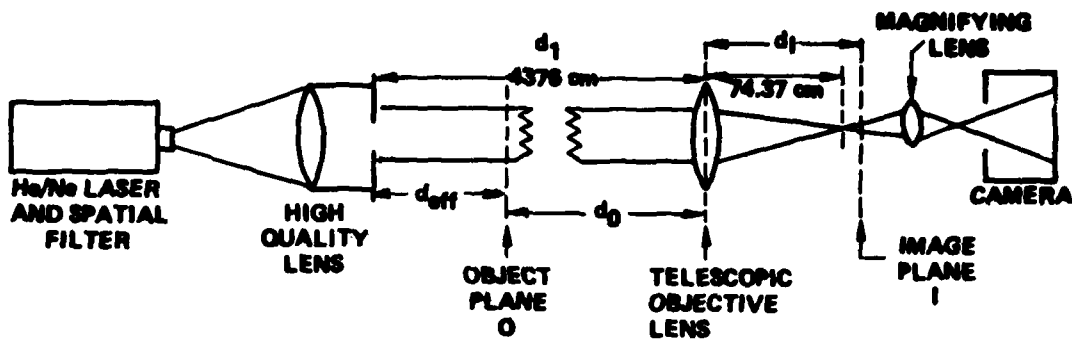 MAGNIFYING
LENS
d1
4376 cm
di
74.37 cm
deff
d0
He/Ne LASER
AND SPATIAL
FILTER
HIGH
QUALITY
LENS
OBJECT
PLANE
O
TELESCOPIC
OBJECTIVE
LENS
IMAGE
PLANE
I
CAMERA